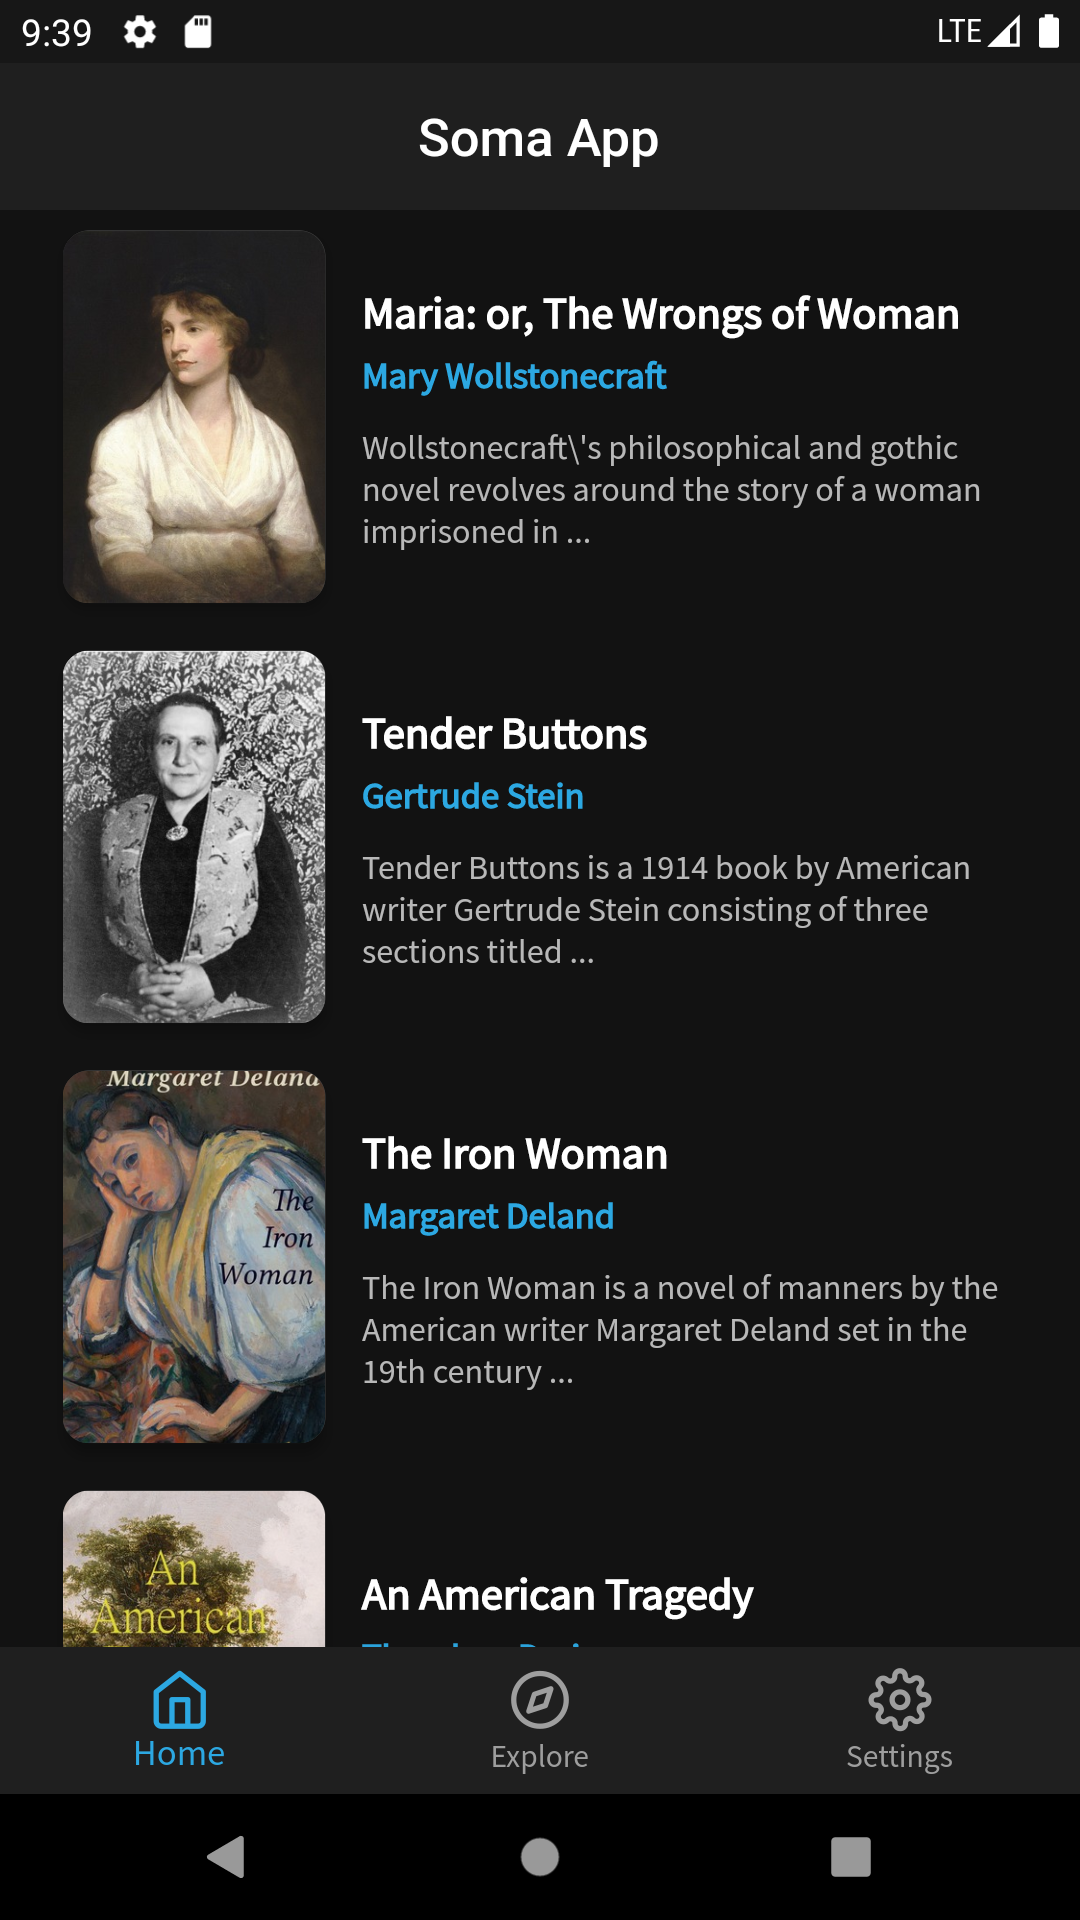 9:39
LTE
Soma App
Maria: or, The Wrongs of Woman
Mary Wollstonecraft
Wollstonecraft\'s philosophical and gothic
novel revolves around the story of a woman
imprisoned in ...
Tender Buttons
Gertrude Stein
Tender Buttons is a 1914 book by American
writer Gertrude Stein consisting of three
sections titled ...
Margaret Deland
The
Iron
Woman
The Iron Woman
Margaret Deland
The Iron Woman is a novel of manners by the
American writer Margaret Deland set in the
19th century ...
An
American
An American Tragedy
Home
Explore
Settings